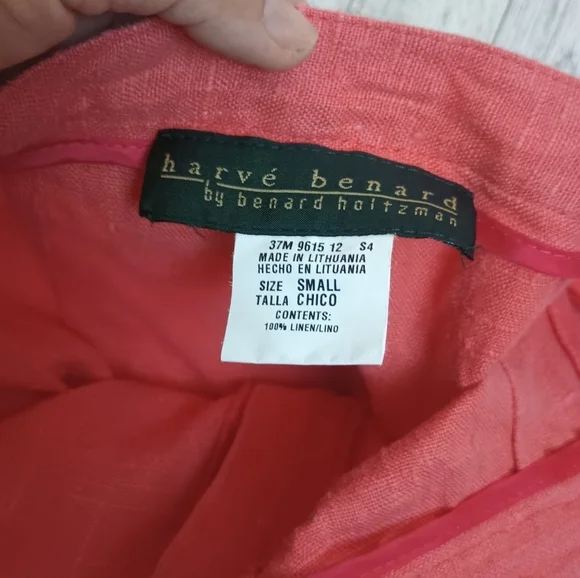 harvé benard
by benard holtzman
37M 9615 12 S4
MADE IN LITHUANIA
HECHO EN LITUANIA
SIZE SMALL
TALLA CHICO
CONTENTS:
100% LINEN/LINO